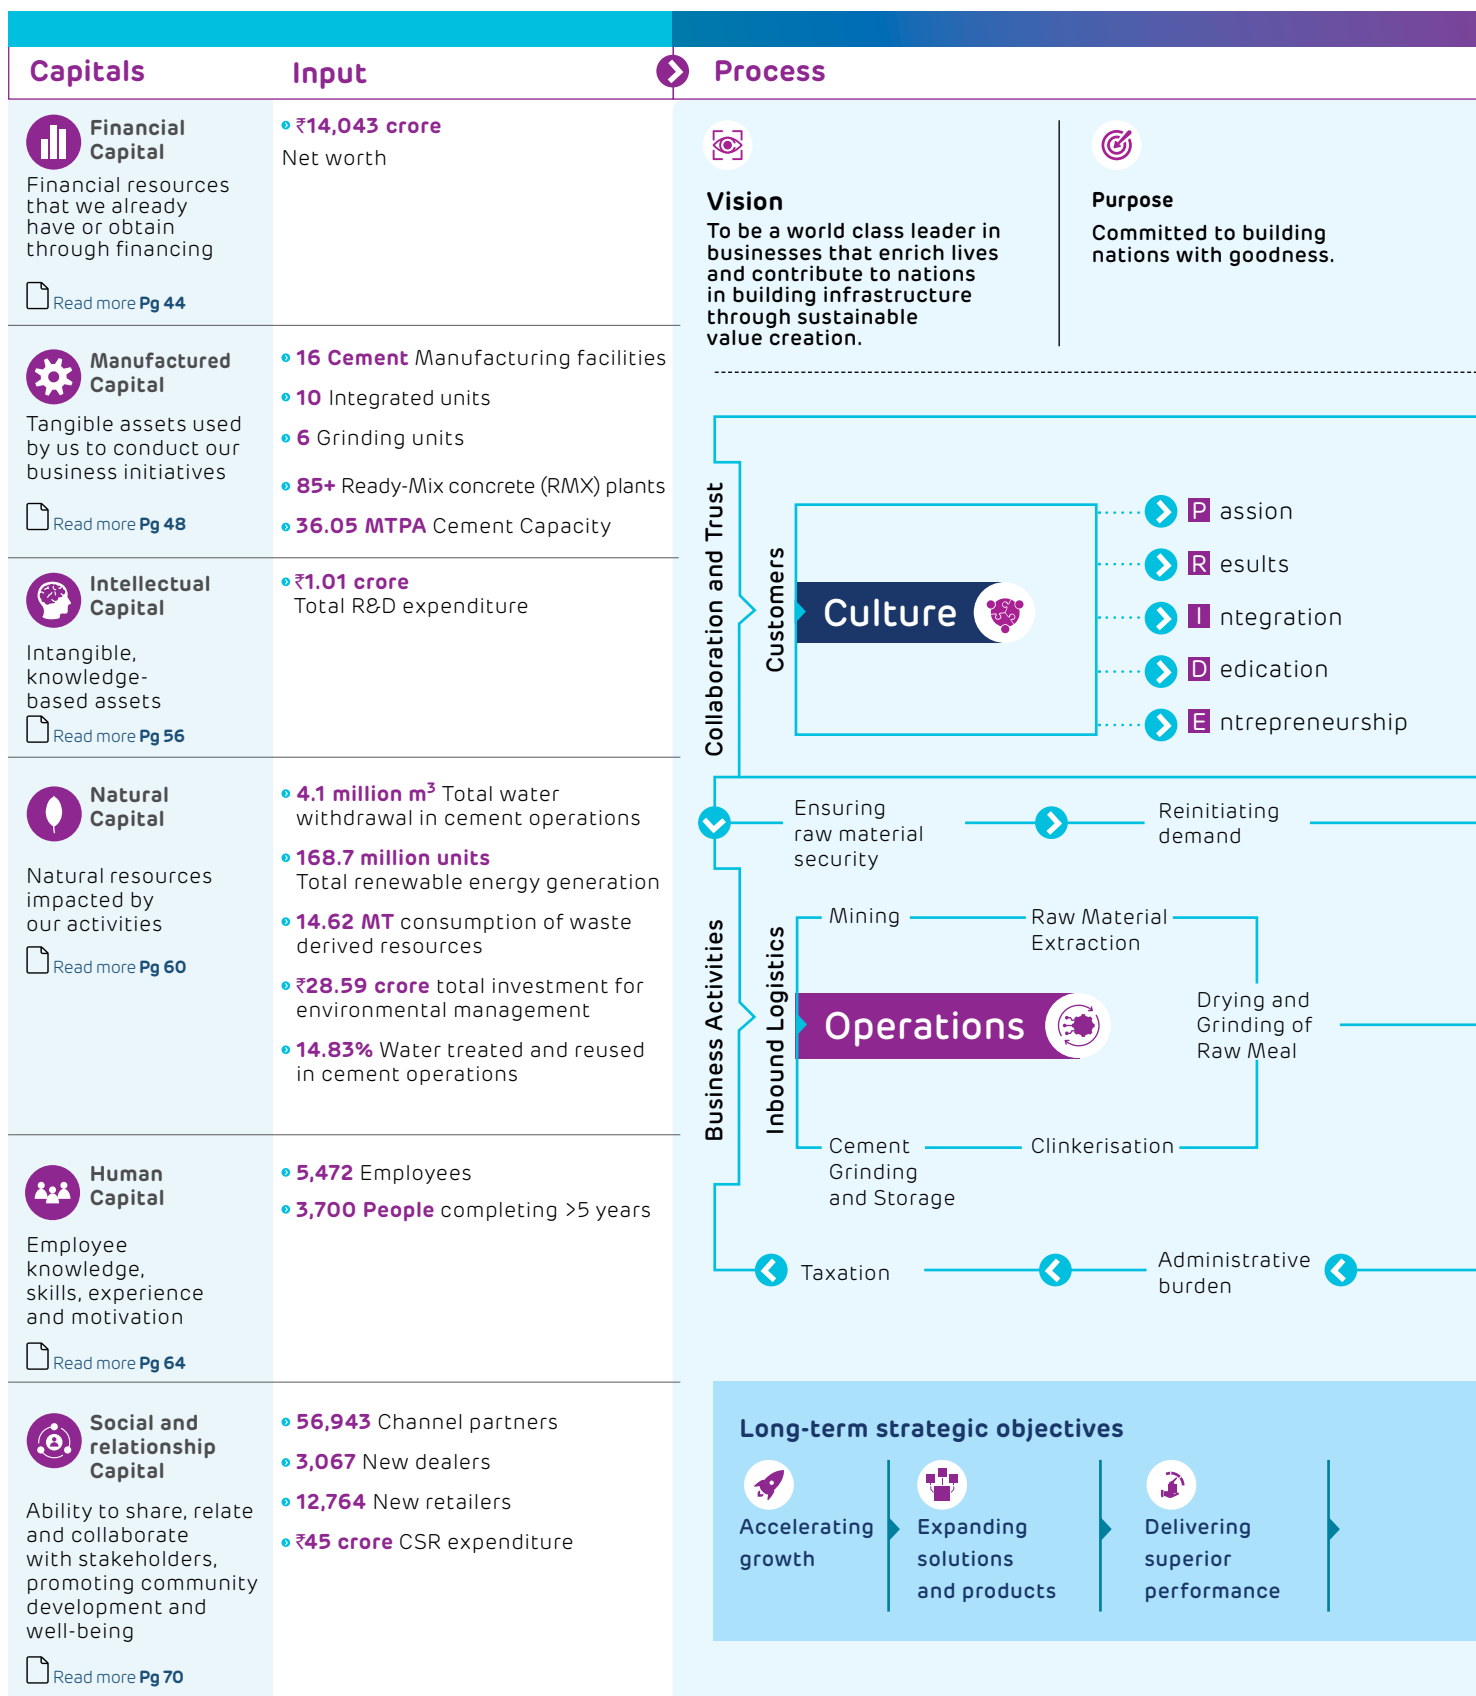 Capitals
Input
Process
Financial
Capital
Financial resources
that we already
have or obtain
through financing
Read more Pg 44
₹14,043 crore
Net worth
Manufactured
Capital
Tangible assets used
by us to conduct our
business initiatives
Read more Pg 48
16 Cement Manufacturing facilities
10 Integrated units
6 Grinding units
85+ Ready-Mix concrete (RMX) plants
36.05 MTPA Cement Capacity
Intellectual
Capital
Intangible,
knowledge-
based assets
Read more Pg 56
₹1.01 crore
Total R&D expenditure
Natural
Capital
Natural resources
impacted by
our activities
Read more Pg 60
4.1 million m³ Total water
withdrawal in cement operations
168.7 million units
Total renewable energy generation
14.62 MT consumption of waste
derived resources
₹28.59 crore total investment for
environmental management
14.83% Water treated and reused
in cement operations
Human
Capital
Employee
knowledge,
skills, experience
and motivation
Read more Pg 64
5,472 Employees
3,700 People completing >5 years
Social and
relationship
Capital
Ability to share, relate
and collaborate
with stakeholders,
promoting community
development and
well-being
Read more Pg 70
56,943 Channel partners
3,067 New dealers
12,764 New retailers
₹45 crore CSR expenditure
Vision
To be a world class leader in
businesses that enrich lives
and contribute to nations
in building infrastructure
through sustainable
value creation.
Purpose
Committed to building
nations with goodness.
Collaboration and Trust
Customers
Culture
P assion
R esults
I ntegration
D edication
E ntrepreneurship
Ensuring
raw material
security
Reinitiating
demand
Business Activities
Inbound Logistics
Operations
Mining
Raw Material
Extraction
Drying and
Grinding of
Raw Meal
Clinkerisation
Cement
Grinding
and Storage
Taxation
Administrative
burden
Long-term strategic objectives
Accelerating
growth
Expanding
solutions
and products
Delivering
superior
performance